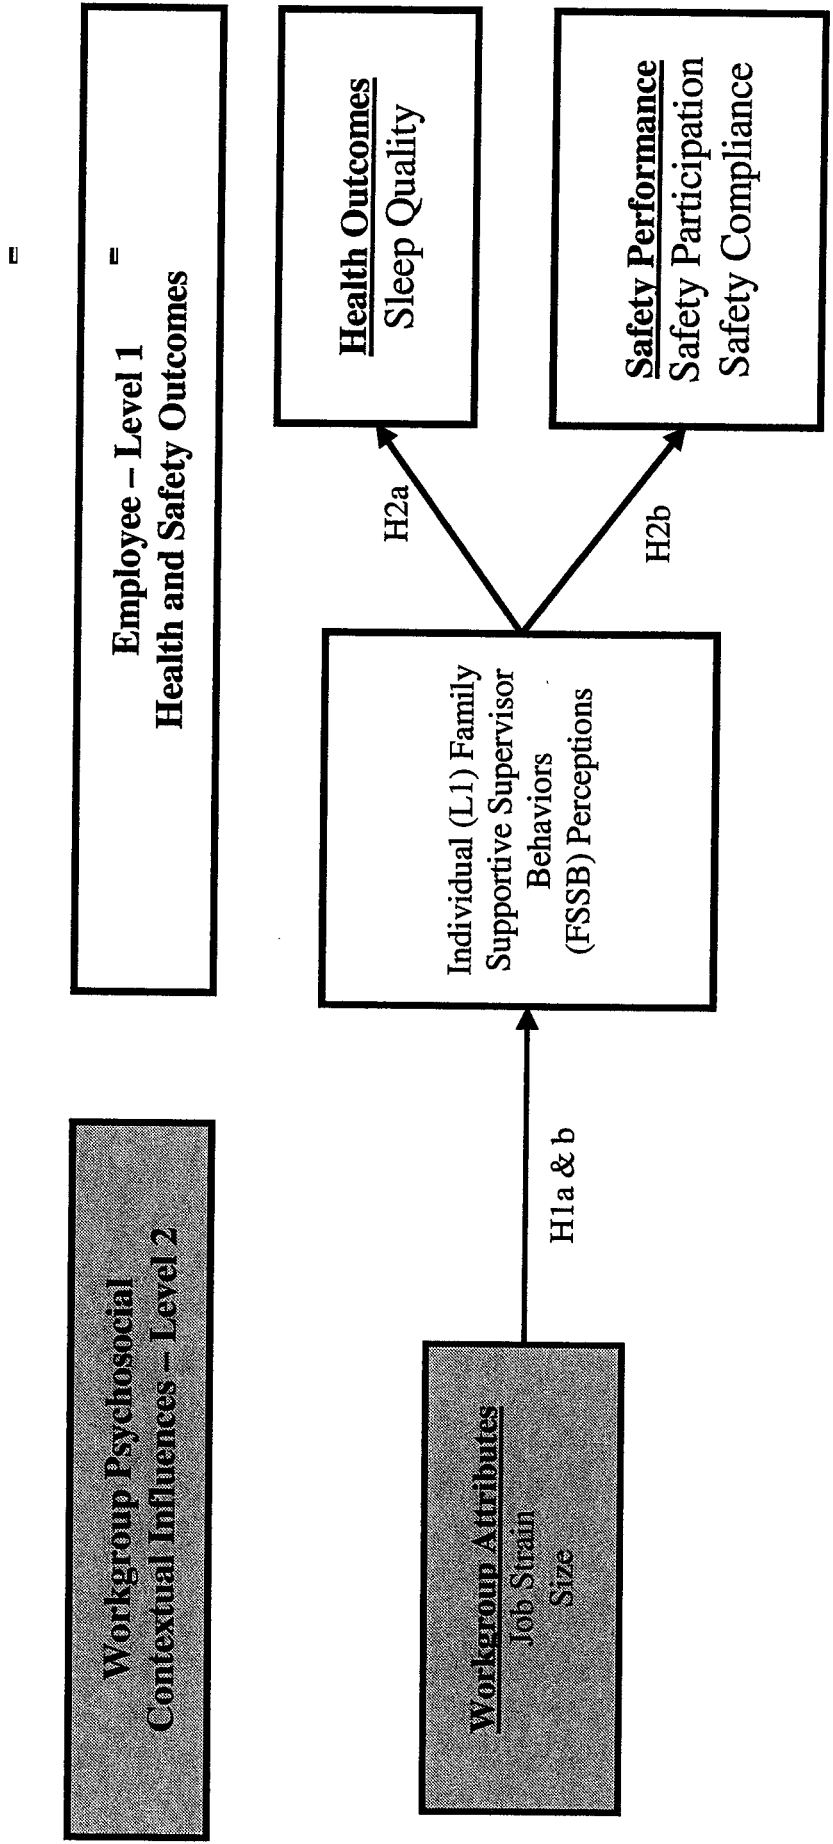 Workgroup Psychosocial
Contextual Influences – Level 2
Employee – Level 1
Health and Safety Outcomes
Workgroup Attributes
Job Strain
Size
H1a & b
Individual (L1) Family
Supportive Supervisor
Behaviors
(FSSB) Perceptions
H2a
H2b
Health Outcomes
Sleep Quality
Safety Performance
Safety Participation
Safety Compliance